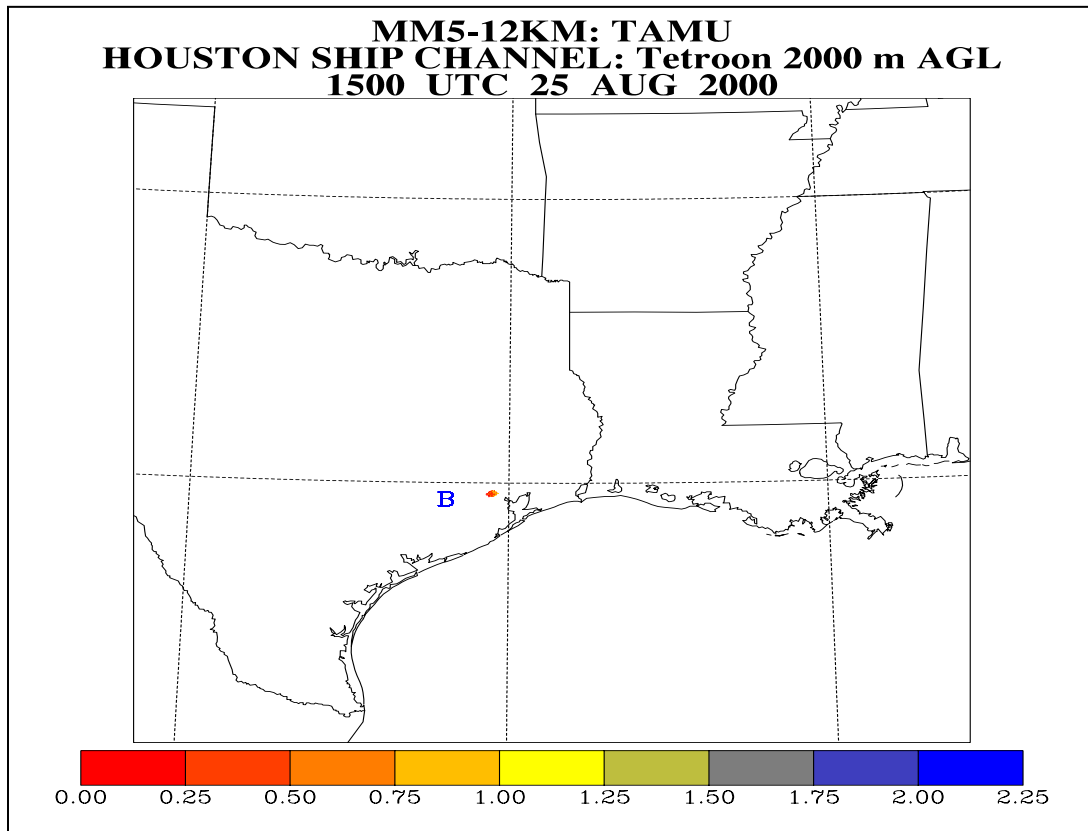 MM5-12KM: TAMU
HOUSTON SHIP CHANNEL: Tetroon 2000 m AGL
1500 UTC 25 AUG 2000
B
0.00 0.25 0.50 0.75 1.00 1.25 1.50 1.75 2.00 2.25